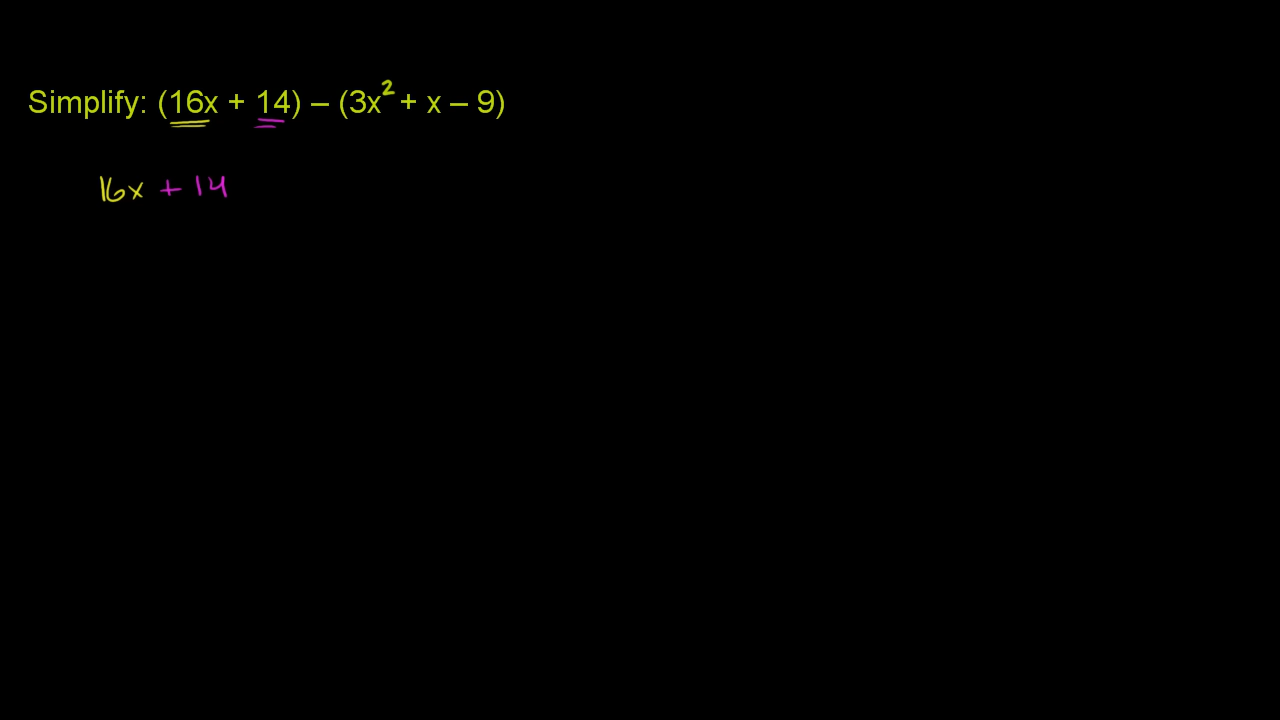 Simplify: (16x + 14) – (3x² + x – 9)
16x + 14